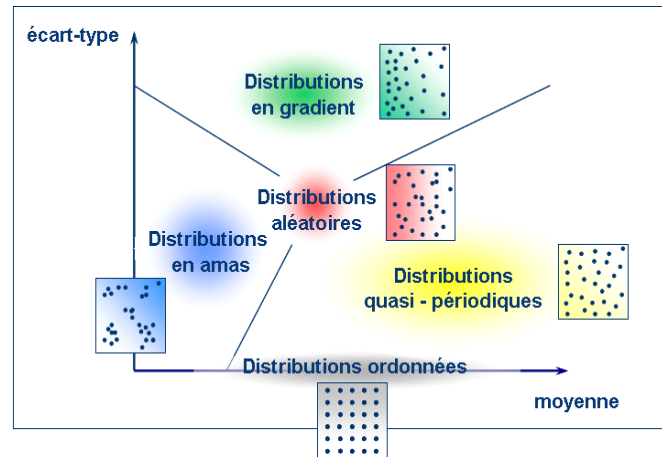 écart-type
Distributions
en gradient
Distributions
aléatoires
Distributions
en amas
Distributions
quasi - périodiques
Distributions ordonnées
moyenne